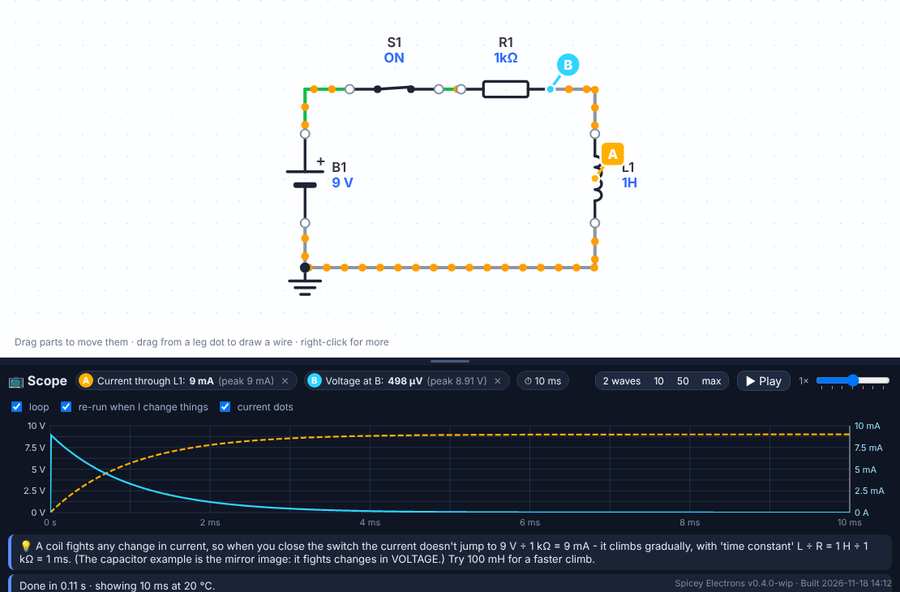 S1
ON
R1
1kΩ
B
A
+
B1
9 V
L1
1H
Drag parts to move them · drag from a leg dot to draw a wire · right-click for more
Scope
A Current through L1: 9 mA (peak 9 mA) ×
B Voltage at B: 498 µV (peak 8.91 V) ×
10 ms
2 waves 10 50 max
Play
1×
loop
re-run when I change things
current dots
10 V
7.5 V
5 V
2.5 V
0 V
10 mA
7.5 mA
5 mA
2.5 mA
0 A
0 s 2 ms 4 ms 6 ms 8 ms 10 ms
A coil fights any change in current, so when you close the switch the current doesn't jump to 9 V ÷ 1 kΩ = 9 mA - it climbs gradually, with 'time constant' L ÷ R = 1 H ÷ 1
kΩ = 1 ms. (The capacitor example is the mirror image: it fights changes in VOLTAGE.) Try 100 mH for a faster climb.
Done in 0.11 s · showing 10 ms at 20 °C.
Spicey Electrons v0.4.0-wip · Built 2026-11-18 14:12